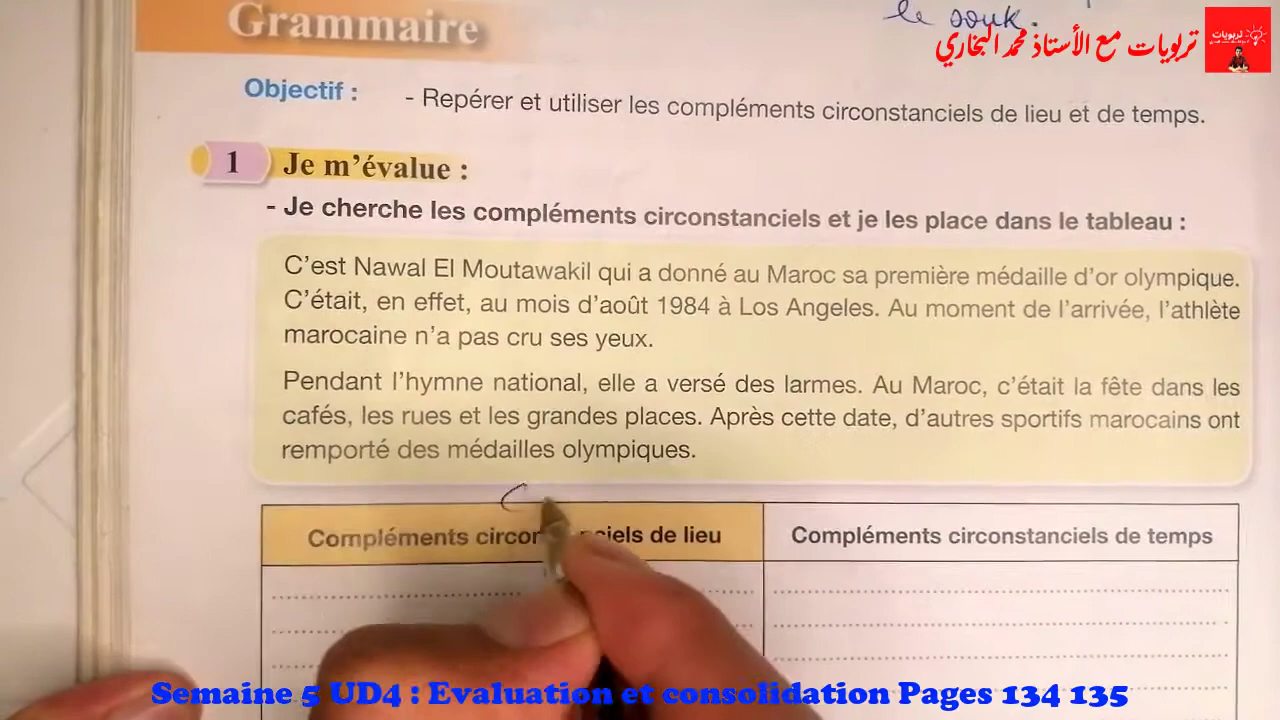 le souk.
تربويات مع الأستاذ محمد البخاري
تربويات
Grammaire
Objectif : - Repérer et utiliser les compléments circonstanciels de lieu et de temps.
1 Je m'évalue :
- Je cherche les compléments circonstanciels et je les place dans le tableau :
C'est Nawal El Moutawakil qui a donné au Maroc sa première médaille d'or olympique.
C'était, en effet, au mois d'août 1984 à Los Angeles. Au moment de l'arrivée, l'athlète
marocaine n'a pas cru ses yeux.
Pendant l'hymne national, elle a versé des larmes. Au Maroc, c'était la fête dans les
cafés, les rues et les grandes places. Après cette date, d'autres sportifs marocains ont
remporté des médailles olympiques.
Compléments de lieu Compléments circonstanciels de temps
Semaine 5 UD4 : Evaluation et consolidation Pages 134 135